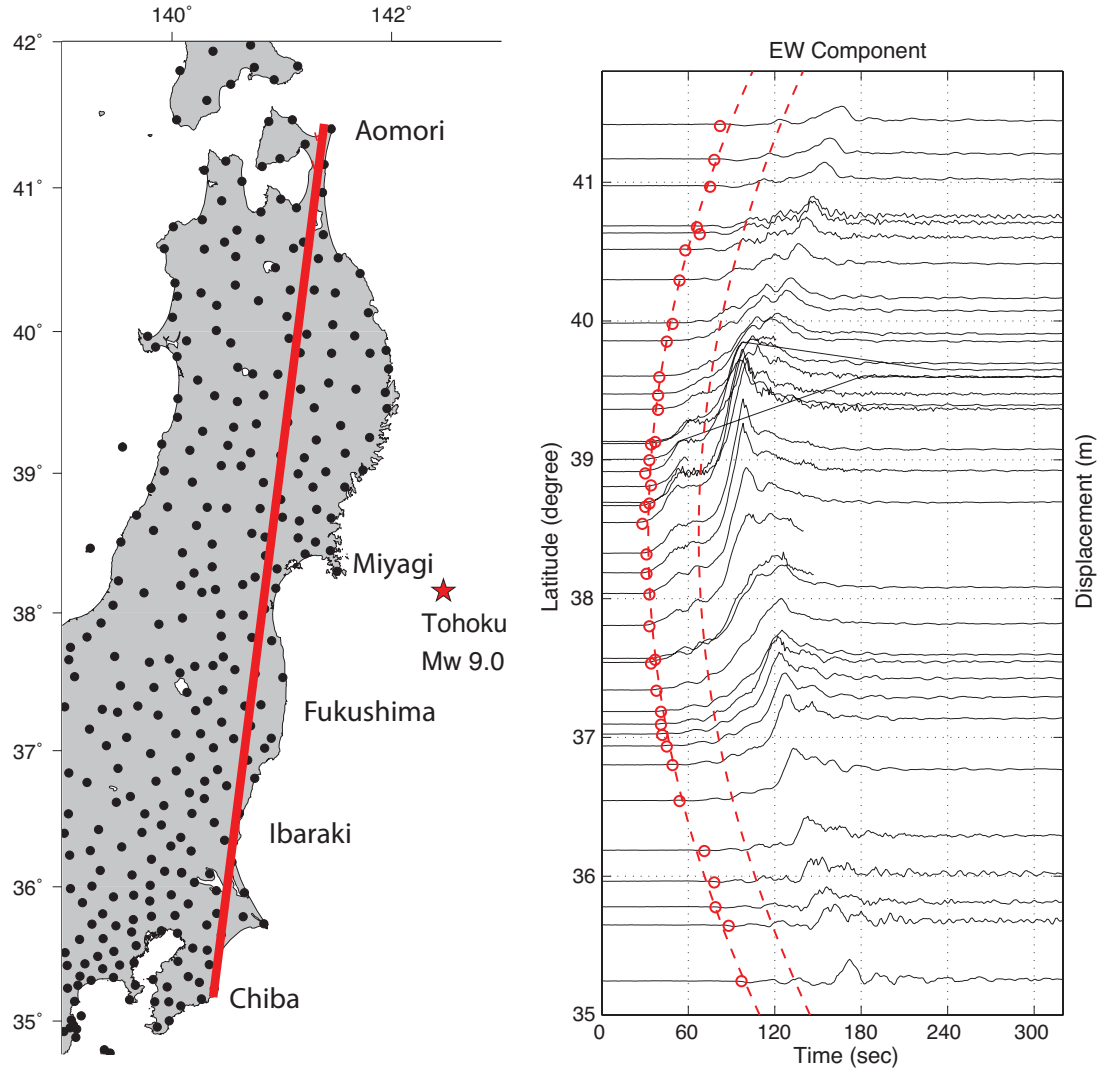 140°
142°
42°
41°
40°
39°
38°
37°
36°
35°
Aomori
Miyagi
Tohoku
Mw 9.0
Fukushima
Ibaraki
Chiba
EW Component
Latitude (degree)
41
40
39
38
37
36
35
0
60
120
180
240
300
Time (sec)
Displacement (m)